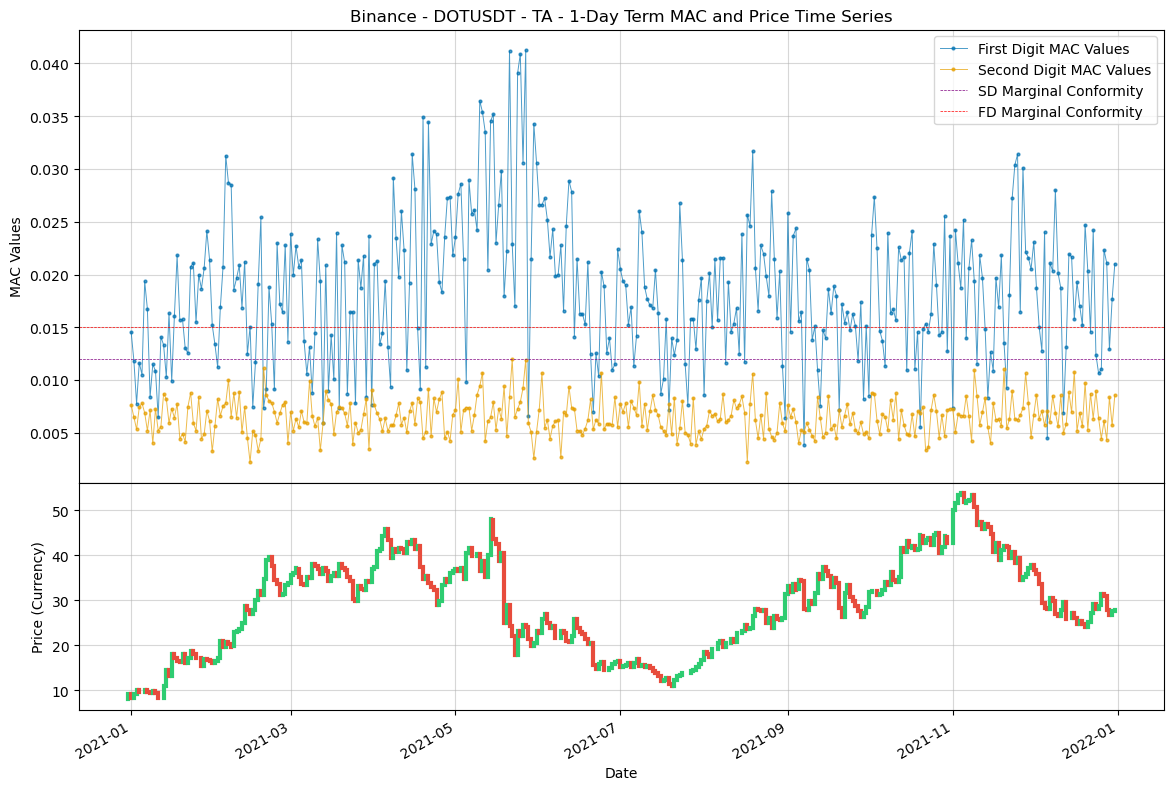 Binance - DOTUSDT - TA - 1-Day Term MAC and Price Time Series
First Digit MAC Values
Second Digit MAC Values
SD Marginal Conformity
FD Marginal Conformity
MAC Values
0.040
0.035
0.030
0.025
0.020
0.015
0.010
0.005
Price (Currency)
50
40
30
20
10
2021-01
2021-03
2021-05
2021-07
2021-09
2021-11
2022-01
Date